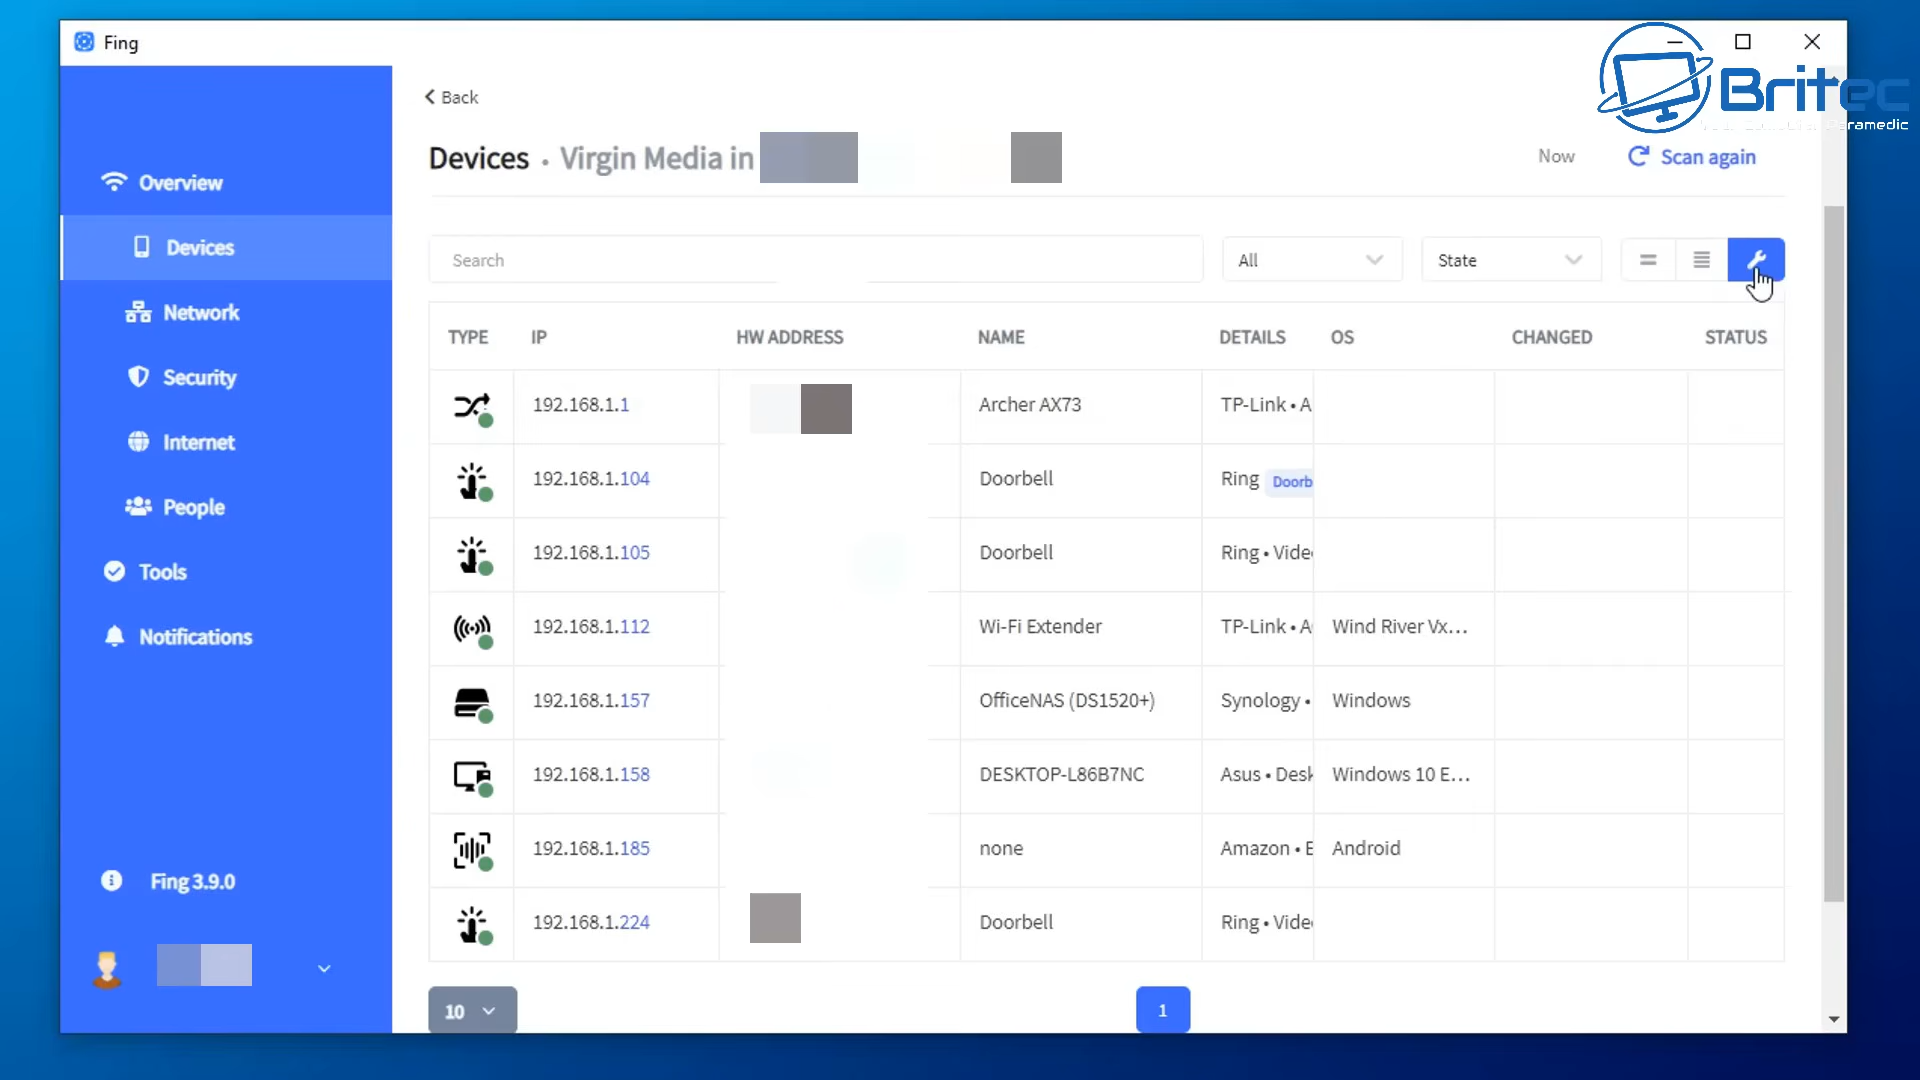 Fing
Britec
Back
Devices • Virgin Media in
Now
Scan again
Overview
Devices
Network
Security
Internet
People
Tools
Notifications
Fing 3.9.0
Search
All
State
TYPE IP HW ADDRESS NAME DETAILS OS CHANGED STATUS
192.168.1.1 Archer AX73 TP-Link • A
192.168.1.104 Doorbell Ring Doorb
192.168.1.105 Doorbell Ring • Vide
192.168.1.112 Wi-Fi Extender TP-Link • A Wind River Vx...
192.168.1.157 OfficeNAS (DS1520+) Synology • Windows
192.168.1.158 DESKTOP-L86B7NC Asus • Desk Windows 10 E...
192.168.1.185 none Amazon • E Android
192.168.1.224 Doorbell Ring • Vide
10
1